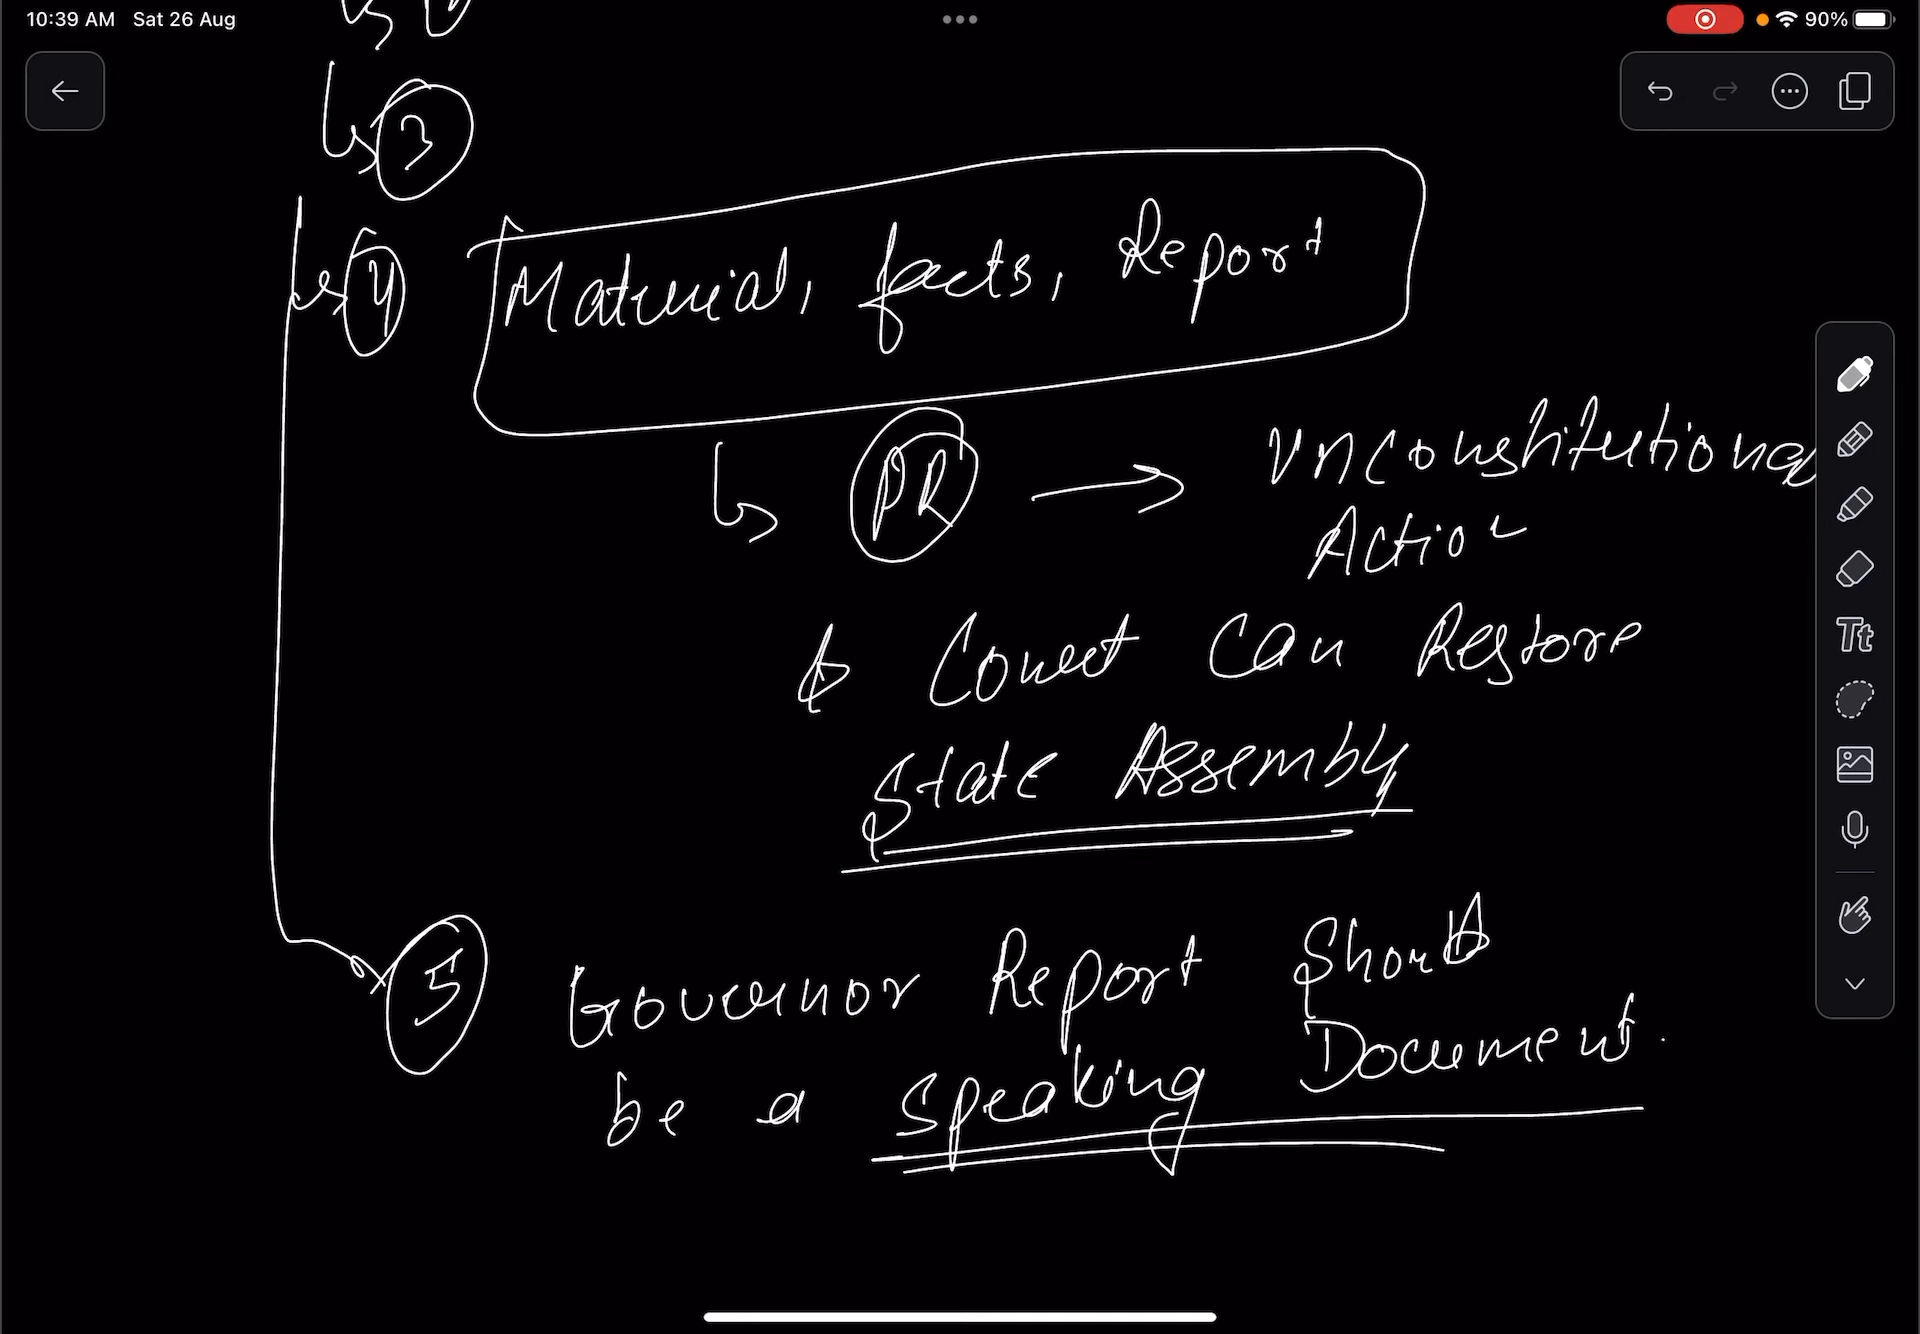 10:39 AM Sat 26 Aug
90%
3
4 Material, facts, Report
PR → Unconstitutional
Action
& Court Can Restore
State Assembly
5 Governor Report Should
be a Speaking Document.
Tt